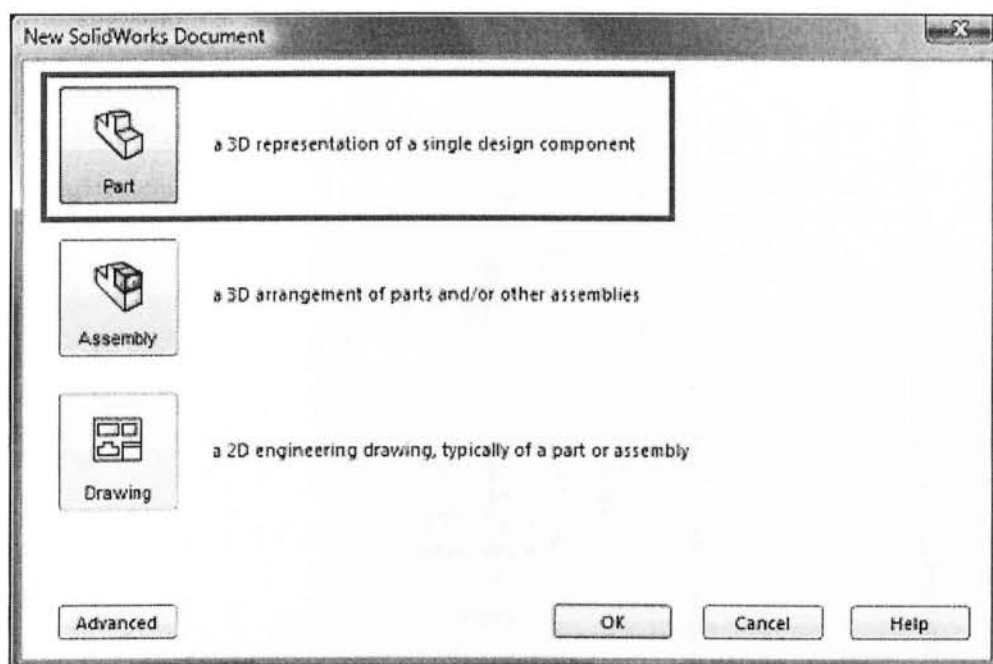 New SolidWorks Document
a 3D representation of a single design component
Part
a 3D arrangement of parts and/or other assemblies
Assembly
a 2D engineering drawing, typically of a part or assembly
Drawing
Advanced OK Cancel Help